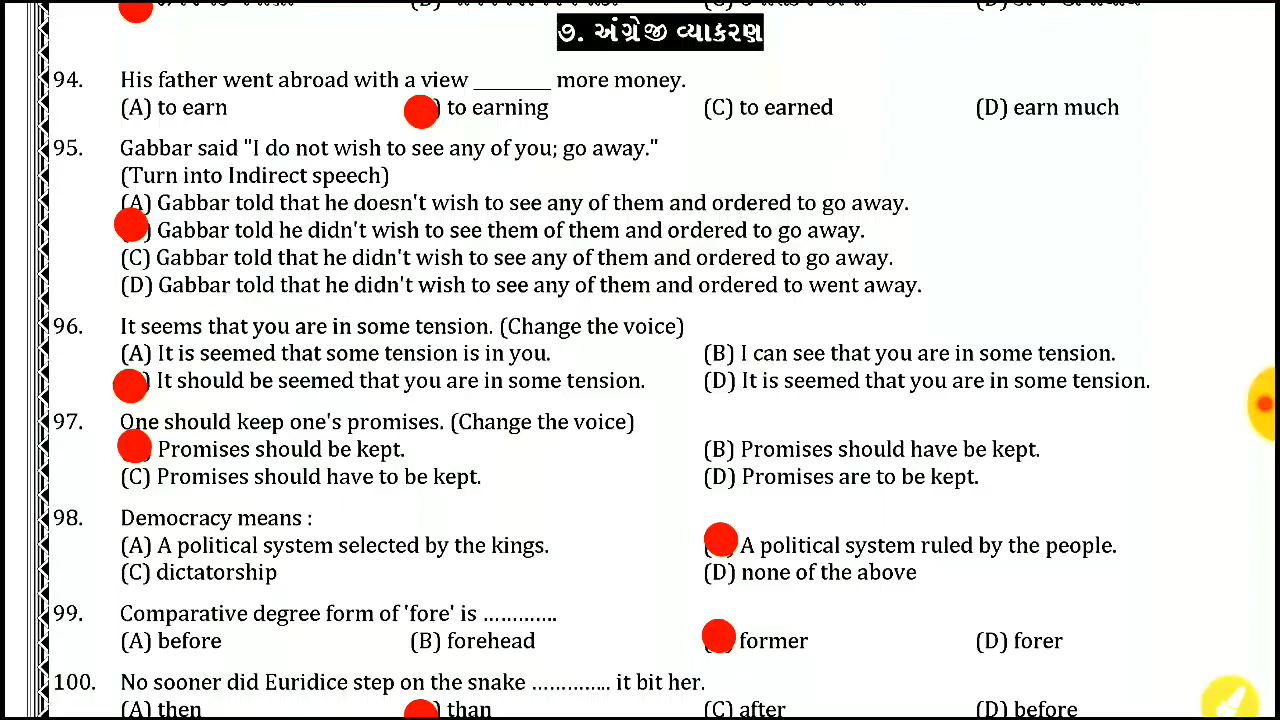 ૭. અંગ્રેજી વ્યાકરણ
94. His father went abroad with a view _______ more money.
(A) to earn ) to earning (C) to earned (D) earn much
95. Gabbar said "I do not wish to see any of you; go away."
(Turn into Indirect speech)
(A) Gabbar told that he doesn't wish to see any of them and ordered to go away.
) Gabbar told he didn't wish to see them of them and ordered to go away.
(C) Gabbar told that he didn't wish to see any of them and ordered to go away.
(D) Gabbar told that he didn't wish to see any of them and ordered to went away.
96. It seems that you are in some tension. (Change the voice)
(A) It is seemed that some tension is in you. (B) I can see that you are in some tension.
) It should be seemed that you are in some tension. (D) It is seemed that you are in some tension.
97. One should keep one's promises. (Change the voice)
Promises should be kept. (B) Promises should have be kept.
(C) Promises should have to be kept. (D) Promises are to be kept.
98. Democracy means :
(A) A political system selected by the kings. A political system ruled by the people.
(C) dictatorship (D) none of the above
99. Comparative degree form of 'fore' is .............
(A) before (B) forehead former (D) forer
100. No sooner did Euridice step on the snake .............. it bit her.
(A) then ) than (C) after (D) before